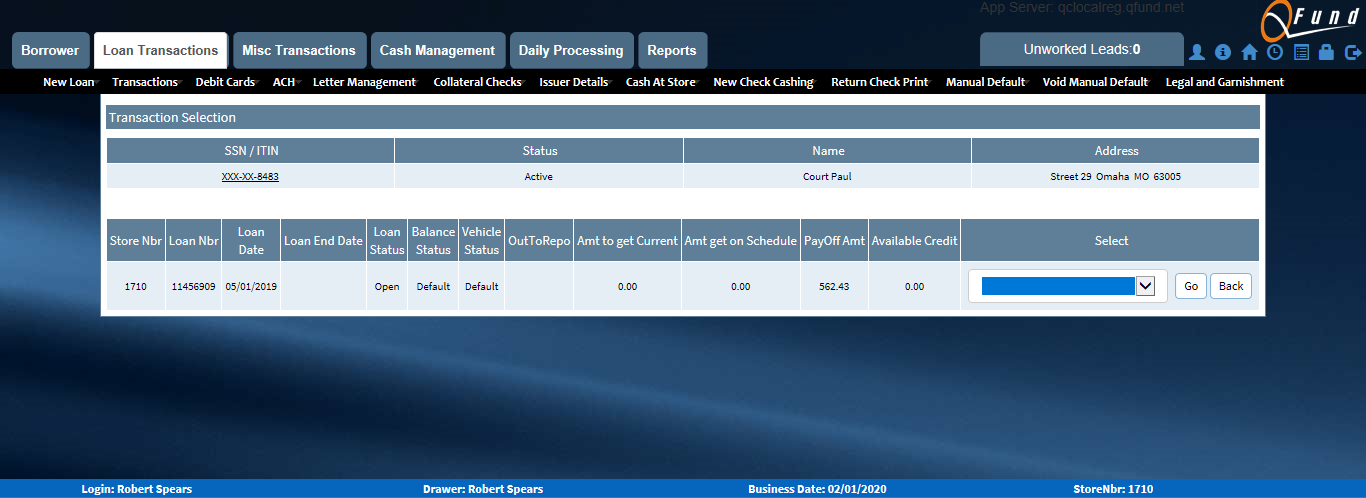 App Server: qclocalreg.qfund.net
QFund
Borrower Loan Transactions Misc Transactions Cash Management Daily Processing Reports Unworked Leads:0
New Loan Transactions Debit Cards ACH Letter Management Collateral Checks Issuer Details Cash At Store New Check Cashing Return Check Print Manual Default Void Manual Default Legal and Garnishment
Transaction Selection
SSN / ITIN Status Name Address
XXX-XX-8483 Active Court Paul Street 29 Omaha MO 63005
Store Nbr Loan Nbr Loan Date Loan End Date Loan Status Balance Status Vehicle Status OutToRepo Amt to get Current Amt get on Schedule PayOff Amt Available Credit Select
1710 11456909 05/01/2019 Open Default Default 0.00 0.00 562.43 0.00 Go Back
Login: Robert Spears Drawer: Robert Spears Business Date: 02/01/2020 StoreNbr: 1710